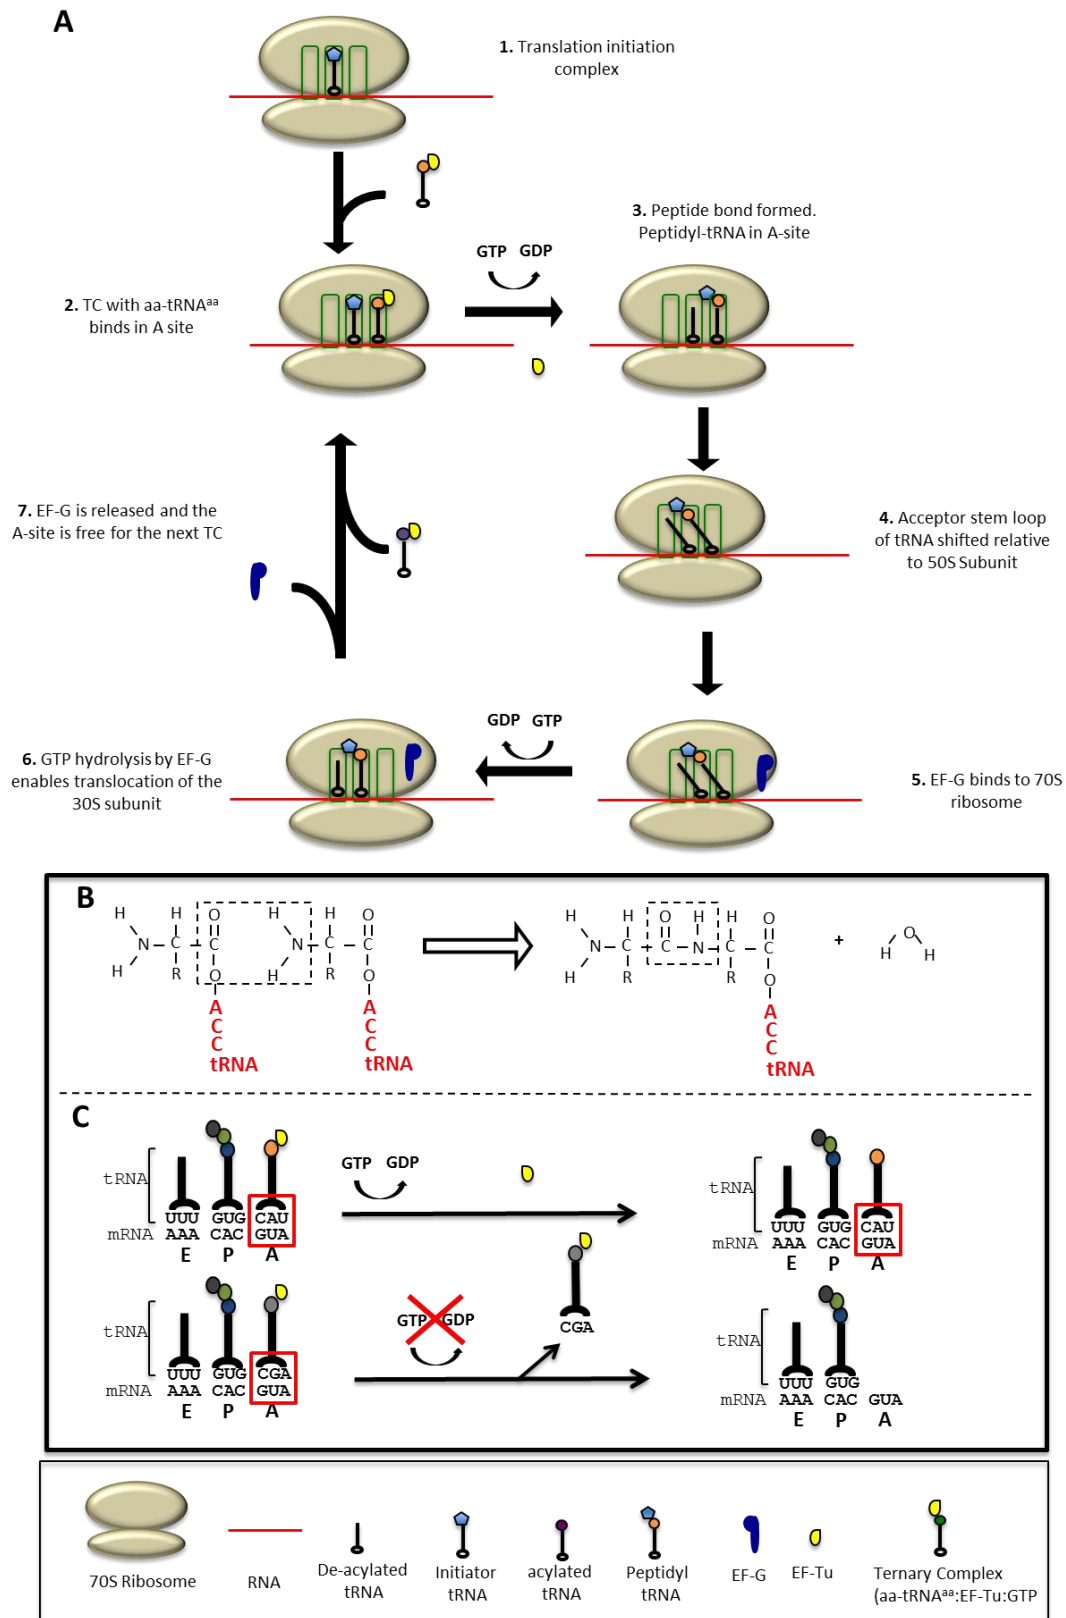 A
1. Translation initiation
complex
GTP GDP
3. Peptide bond formed.
Peptidyl-tRNA in A-site
2. TC with aa-tRNAᵃᵃ
binds in A site
7. EF-G is released and the
A-site is free for the next TC
4. Acceptor stem loop
of tRNA shifted relative
to 50S Subunit
GDP GTP
6. GTP hydrolysis by EF-G
enables translocation of the
30S subunit
5. EF-G binds to 70S
ribosome
B
H H O H H O
N C C N C C
H R O H R O
A A
C C
C C
tRNA tRNA
H H O H H O
N C C N C C
H R R O
A
C
C
tRNA
+
O
H H
C
tRNA
UUU GUG CAU
mRNA AAA CAC GUA
E P A
GTP GDP
tRNA
UUU GUG CAU
mRNA AAA CAC GUA
E P A
tRNA
UUU GUG CGA
mRNA AAA CAC GUA
E P A
GTP GDP
CGA
tRNA
UUU GUG
mRNA AAA CAC GUA
E P A
70S Ribosome
RNA
De-acylated
tRNA
Initiator
tRNA
acylated
tRNA
Peptidyl
tRNA
EF-G
EF-Tu
Ternary Complex
(aa-tRNAᵃᵃ:EF-Tu:GTP